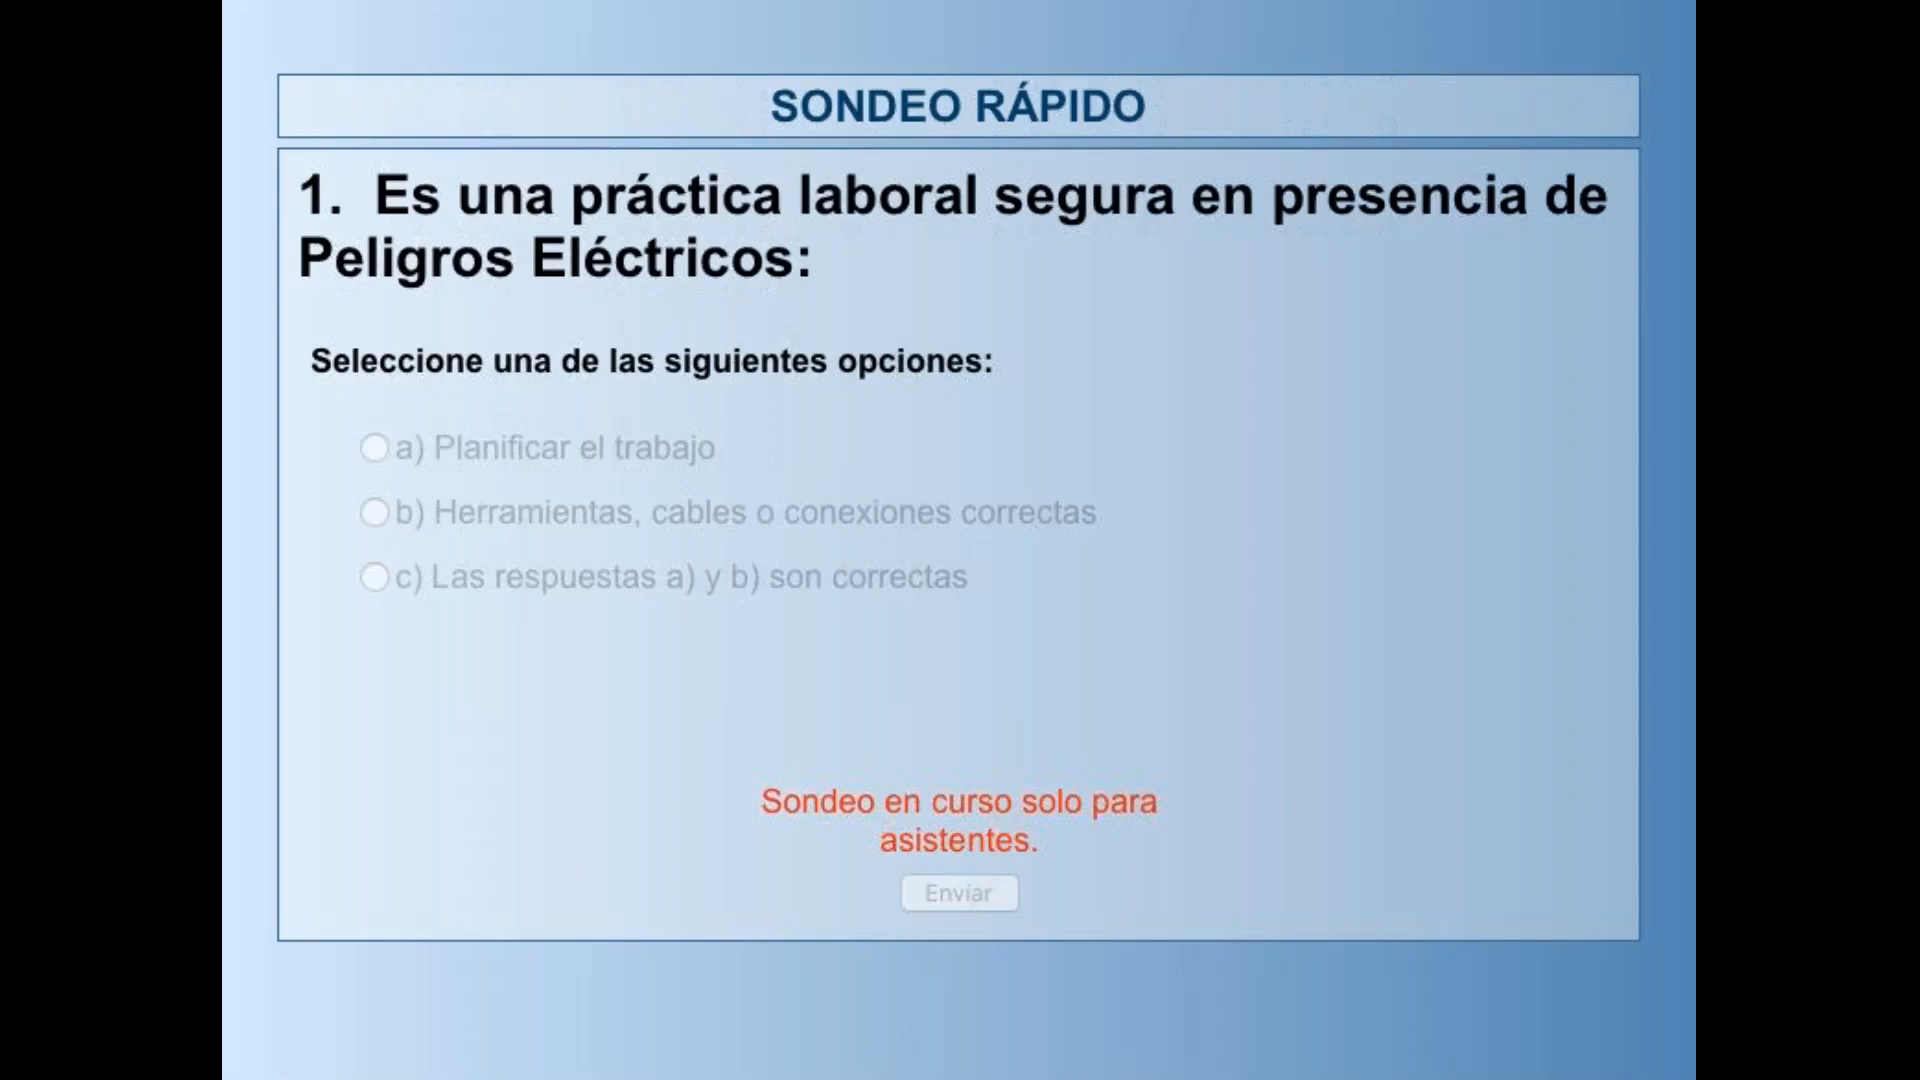 SONDEO RÁPIDO
1. Es una práctica laboral segura en presencia de
Peligros Eléctricos:
Seleccione una de las siguientes opciones:
a) Planificar el trabajo
b) Herramientas, cables o conexiones correctas
c) Las respuestas a) y b) son correctas
Sondeo en curso solo para
asistentes.
Envíar